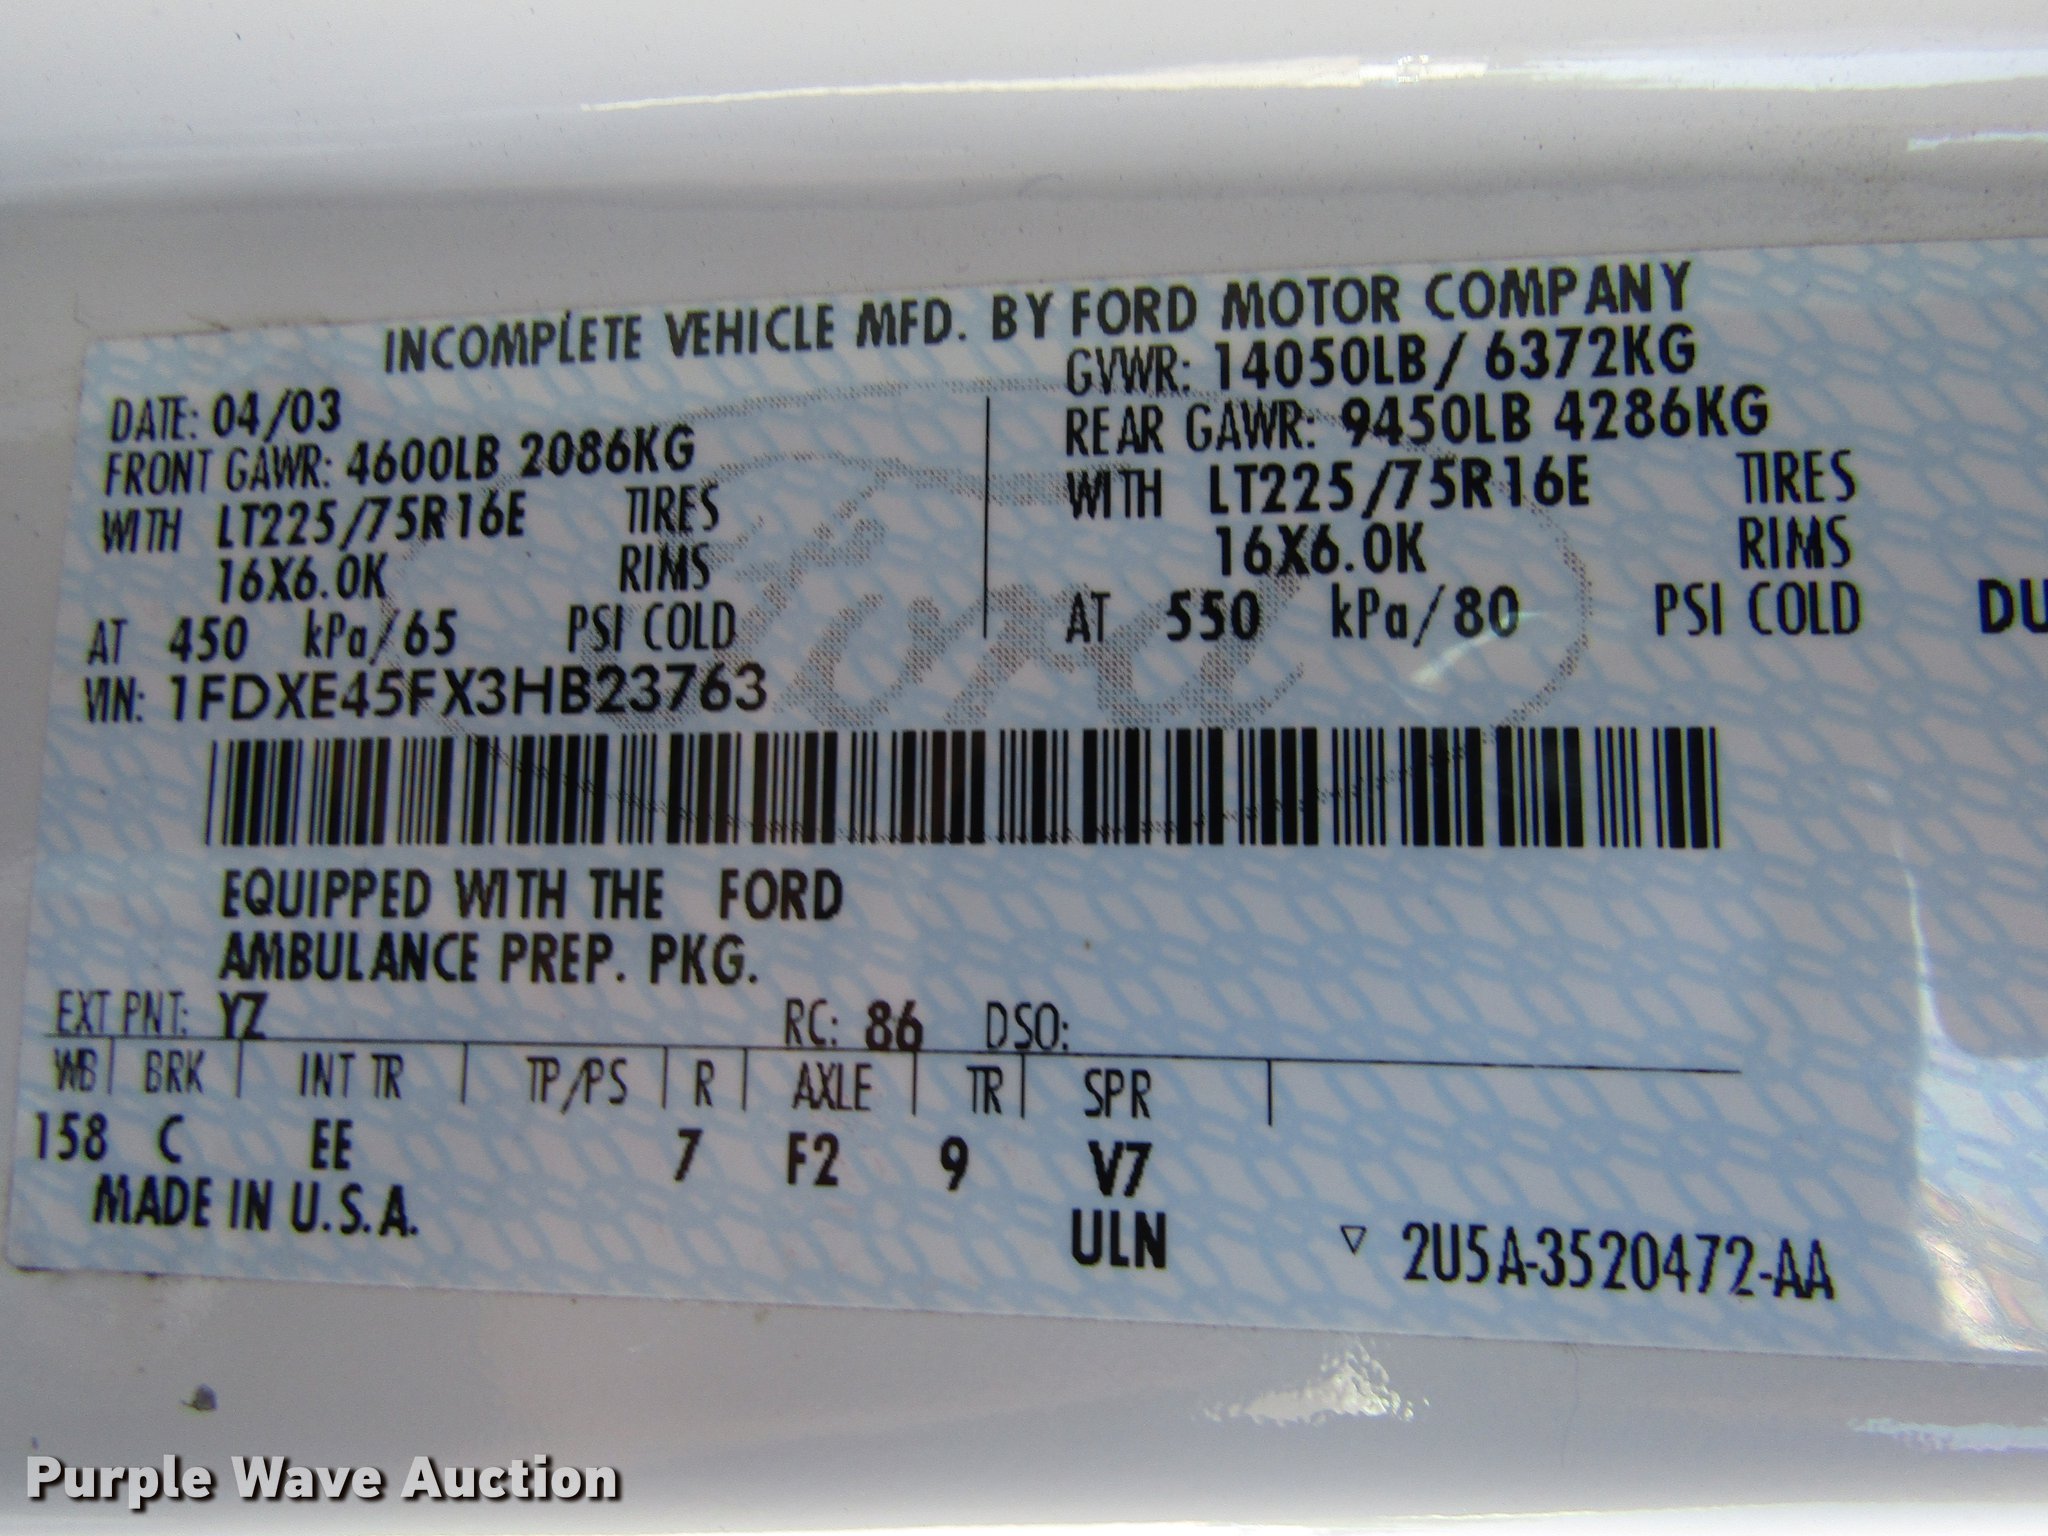 INCOMPLETE VEHICLE MFD. BY FORD MOTOR COMPANY
DATE: 04/03
GVWR: 14050LB/ 6372KG
FRONT GAWR: 4600LB 2086KG
REAR GAWR: 9450LB 4286KG
WITH LT225/75R16E TIRES
WITH LT225/75R16E TIRES
16X6.0K RIMS
16X6.0K RIMS
AT 450 kPa/65 PSI COLD
AT 550 kPa/80 PSI COLD DU
VIN: 1FDXE45FX3HB23763
Ford
EQUIPPED WITH THE FORD
AMBULANCE PREP. PKG.
EXT PNT: YZ RC: 86 DSO:
WB BRK INT TR TP/PS R AXLE TR SPR
158 C EE 7 F2 9 V7
MADE IN U.S.A.
ULN ▽ 2U5A-3520472-AA
Purple Wave Auction